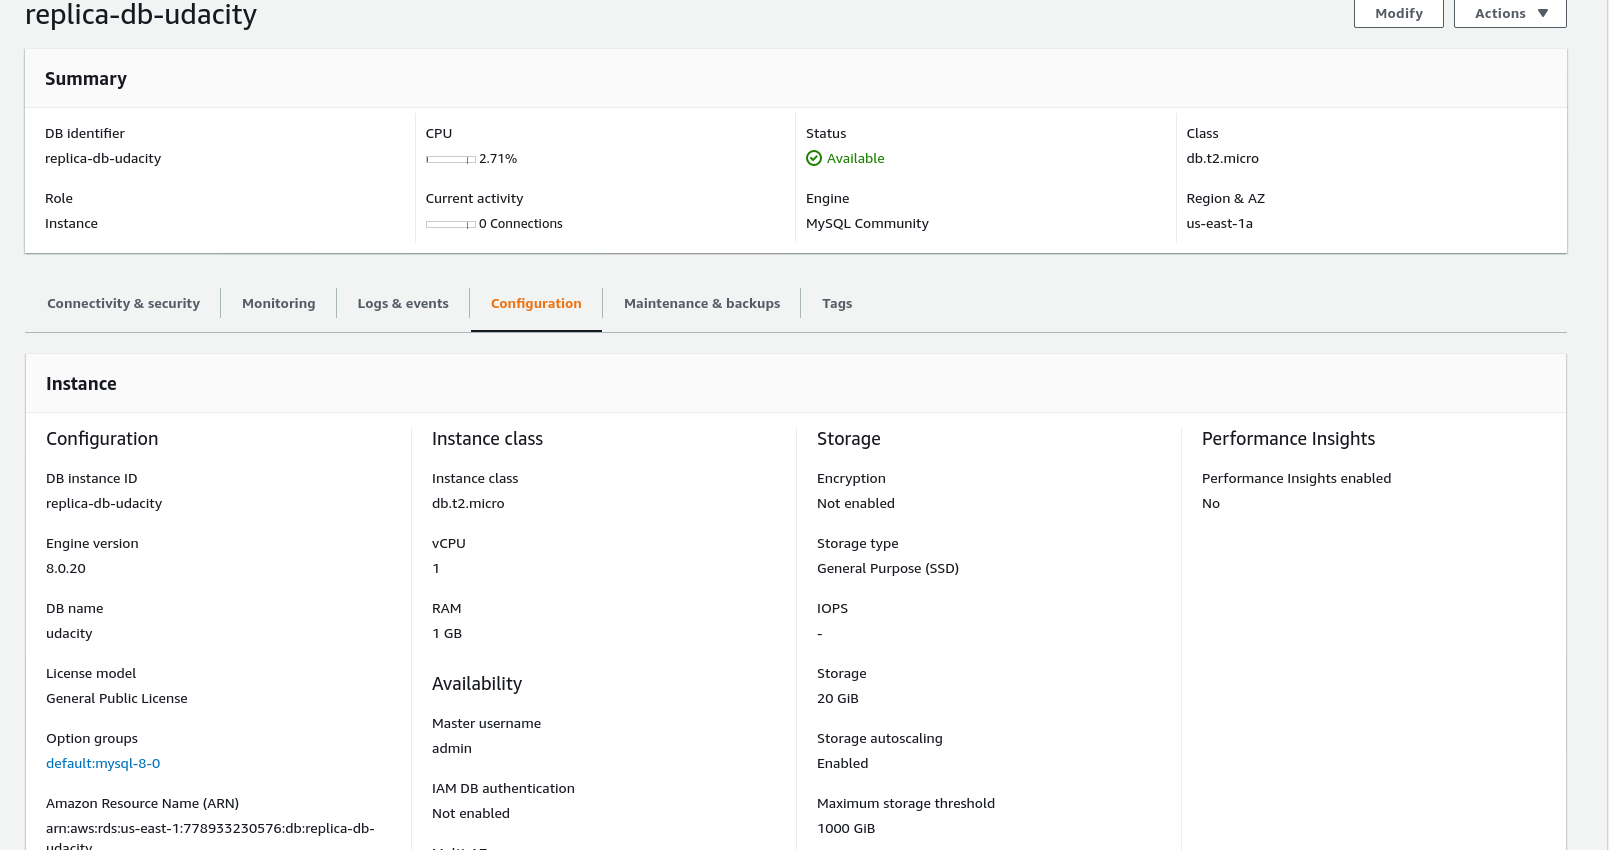 replica-db-udacity
Modify
Actions
Summary
DB identifier
replica-db-udacity
Role
Instance
CPU
2.71%
Current activity
0 Connections
Status
Available
Engine
MySQL Community
Class
db.t2.micro
Region & AZ
us-east-1a
Connectivity & security
Monitoring
Logs & events
Configuration
Maintenance & backups
Tags
Instance
Configuration
DB instance ID
replica-db-udacity
Engine version
8.0.20
DB name
udacity
License model
General Public License
Option groups
default:mysql-8-0
Amazon Resource Name (ARN)
arn:aws:rds:us-east-1:778933230576:db:replica-db-
udacity
Instance class
Instance class
db.t2.micro
vCPU
1
RAM
1 GB
Availability
Master username
admin
IAM DB authentication
Not enabled
Storage
Encryption
Not enabled
Storage type
General Purpose (SSD)
IOPS
-
Storage
20 GiB
Storage autoscaling
Enabled
Maximum storage threshold
1000 GiB
Performance Insights
Performance Insights enabled
No